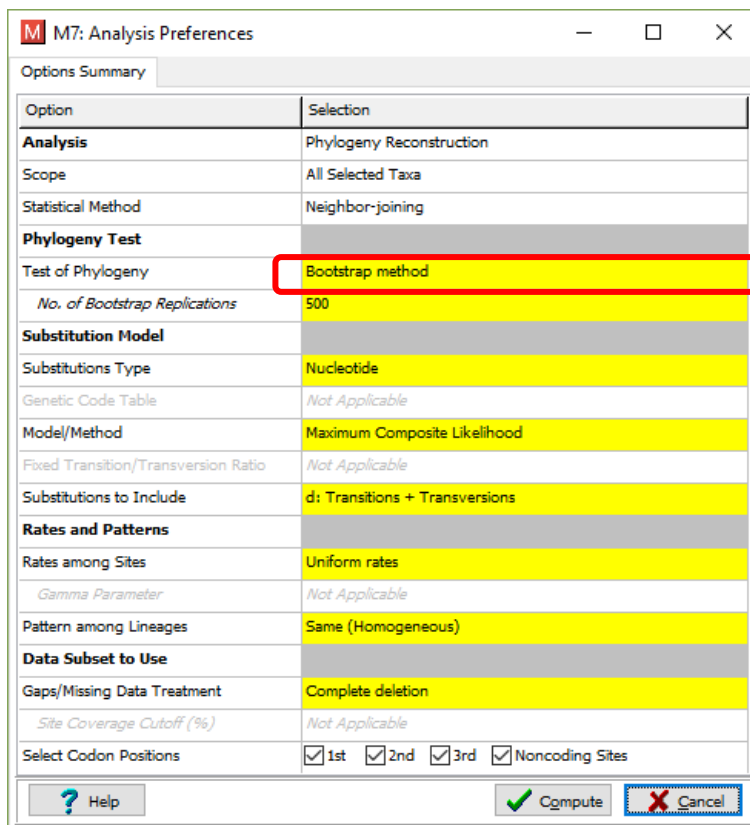 M M7: Analysis Preferences
Options Summary
Option Selection
Analysis Phylogeny Reconstruction
Scope All Selected Taxa
Statistical Method Neighbor-joining
Phylogeny Test
Test of Phylogeny Bootstrap method
No. of Bootstrap Replications 500
Substitution Model
Substitutions Type Nucleotide
Genetic Code Table Not Applicable
Model/Method Maximum Composite Likelihood
Fixed Transition/Transversion Ratio Not Applicable
Substitutions to Include d: Transitions + Transversions
Rates and Patterns
Rates among Sites Uniform rates
Gamma Parameter Not Applicable
Pattern among Lineages Same (Homogeneous)
Data Subset to Use
Gaps/Missing Data Treatment Complete deletion
Site Coverage Cutoff (%) Not Applicable
Select Codon Positions 1st 2nd 3rd Noncoding Sites
? Help Compute Cancel